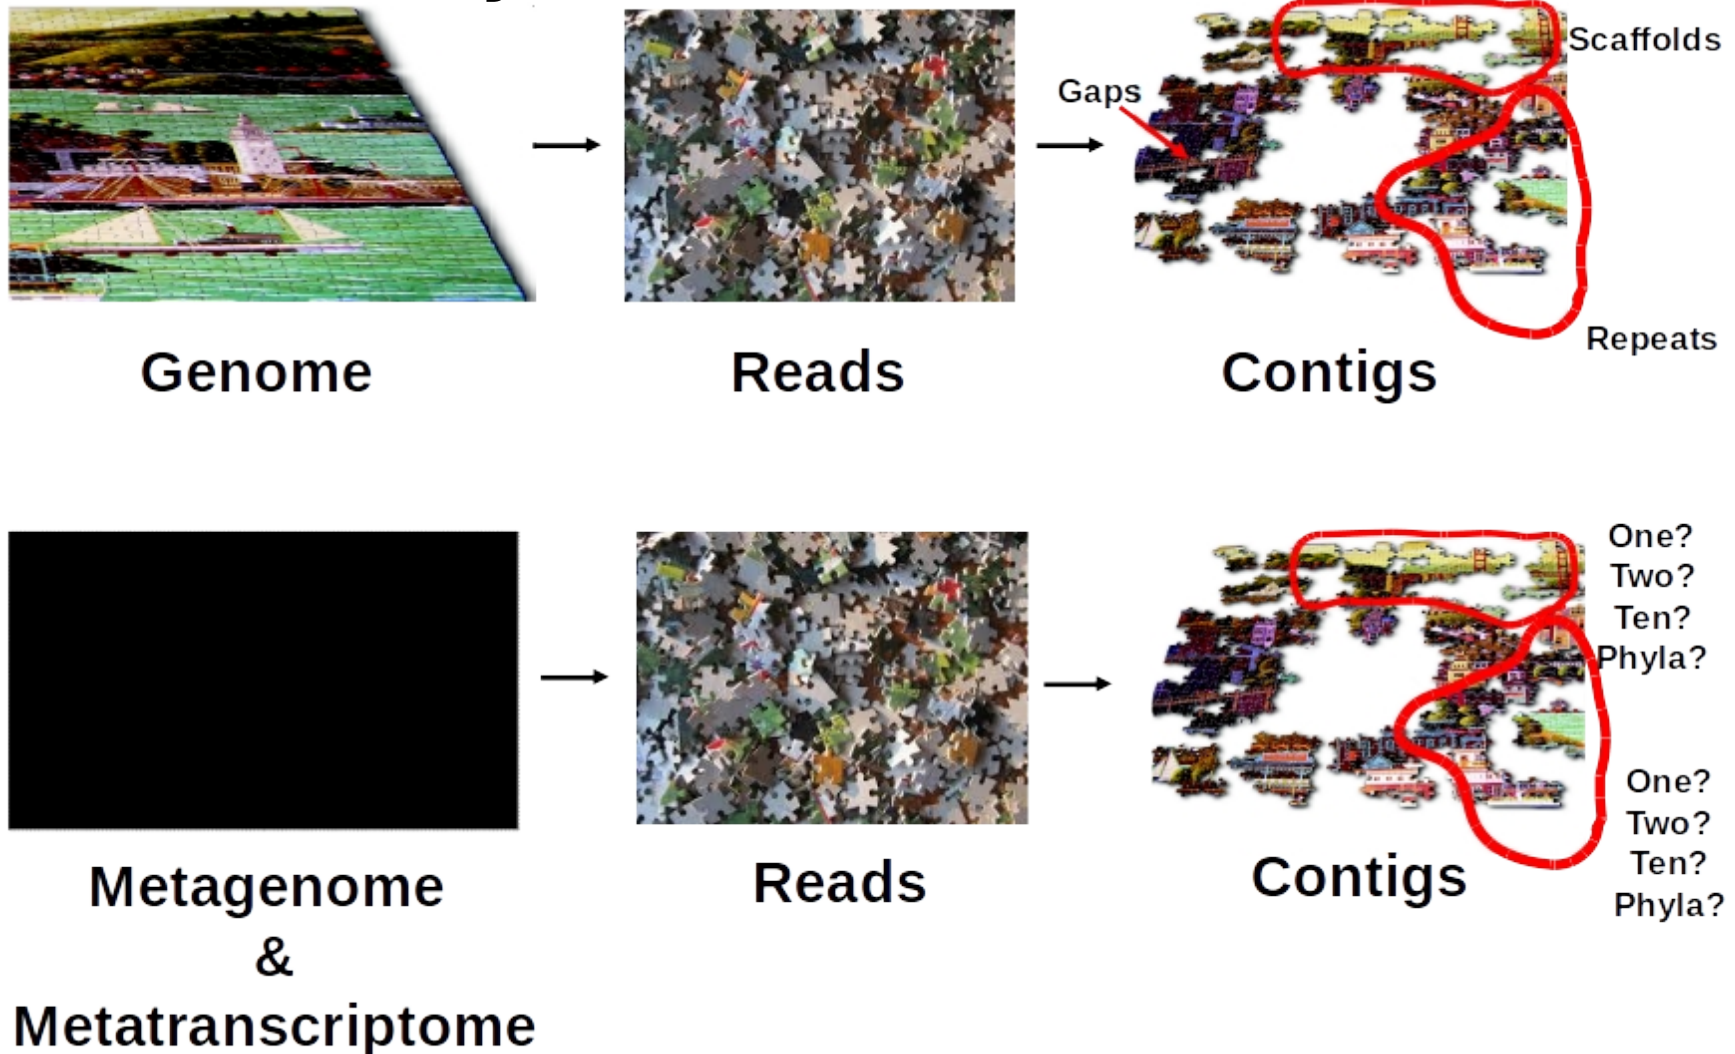 Scaffolds
Gaps
Repeats
Genome
Reads
Contigs
One?
Two?
Ten?
Phyla?
One?
Two?
Ten?
Phyla?
Metagenome
&
Metatranscriptome
Reads
Contigs